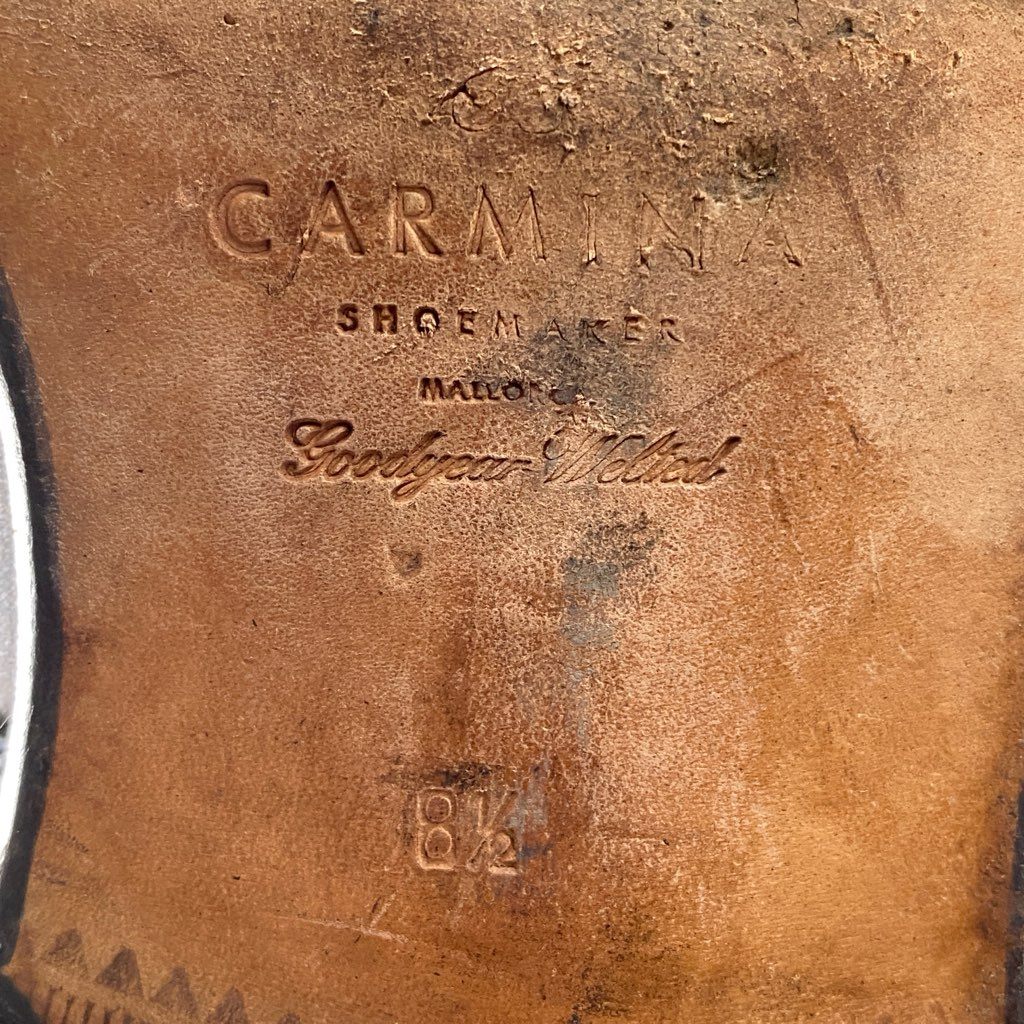 CARMINA
SHOEMAKER
MALLORCA
Goodyear Welted
8½